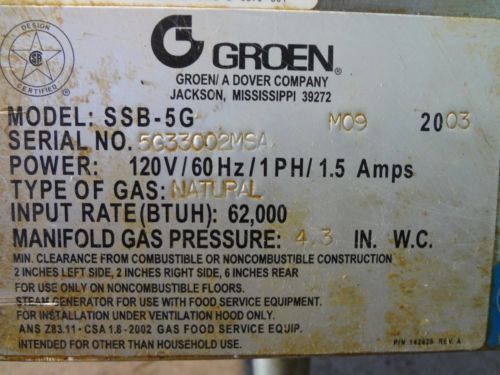 DESIGN
CERTIFIED
G GROEN®
GROEN/ A DOVER COMPANY
JACKSON, MISSISSIPPI 39272
MODEL: SSB-5G M09 2003
SERIAL NO. 5G33002MSA
POWER: 120V/60Hz/1PH/1.5 Amps
TYPE OF GAS: NATURAL
INPUT RATE(BTUH): 62,000
MANIFOLD GAS PRESSURE: 4.3 IN. W.C.
MIN. CLEARANCE FROM COMBUSTIBLE OR NONCOMBUSTIBLE CONSTRUCTION
2 INCHES LEFT SIDE, 2 INCHES RIGHT SIDE, 6 INCHES REAR
FOR USE ONLY ON NONCOMBUSTIBLE FLOORS.
STEAM GENERATOR FOR USE WITH FOOD SERVICE EQUIPMENT.
FOR INSTALLATION UNDER VENTILATION HOOD ONLY.
ANS Z83.11 - CSA 1.8-2002 GAS FOOD SERVICE EQUIP.
INTENDED FOR OTHER THAN HOUSEHOLD USE. P/N 142629 REV. A